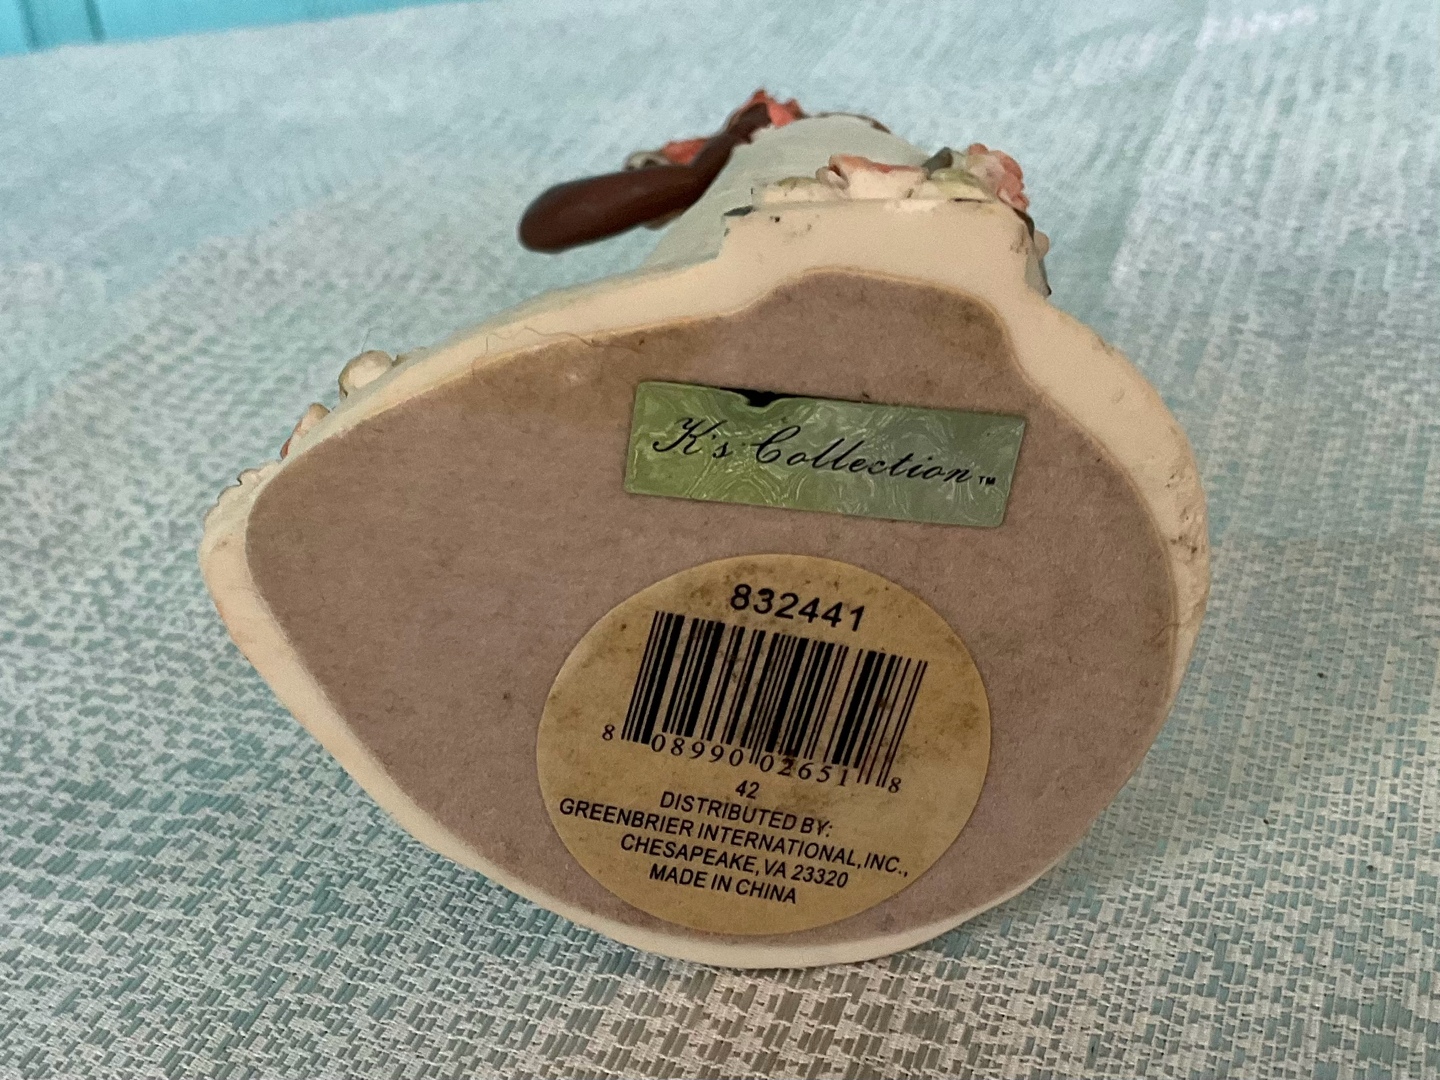 K's Collection™
832441
8 08990 02651 8
42
DISTRIBUTED BY:
GREENBRIER INTERNATIONAL,INC.,
CHESAPEAKE,VA 23320
MADE IN CHINA